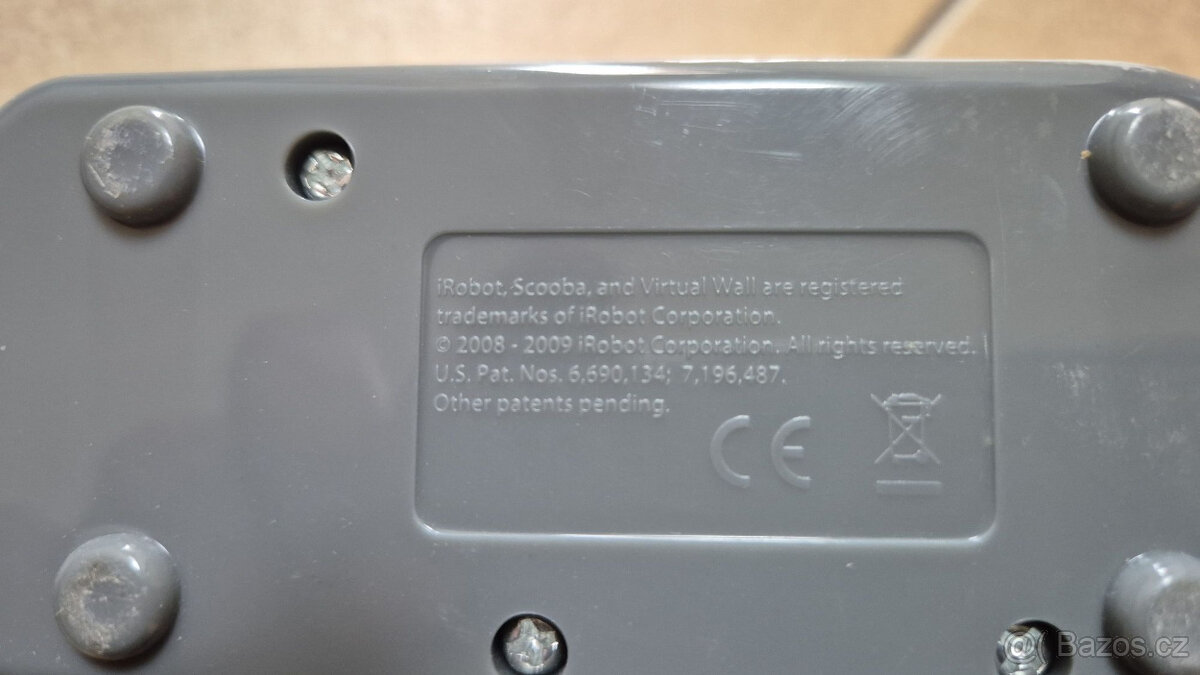 iRobot, Scooba, and Virtual Wall are registered
trademarks of iRobot Corporation.
© 2008 - 2009 iRobot Corporation. All rights reserved.
U.S. Pat. Nos. 6,690,134; 7,196,487.
Other patents pending.
CE
@ Bazos.cz